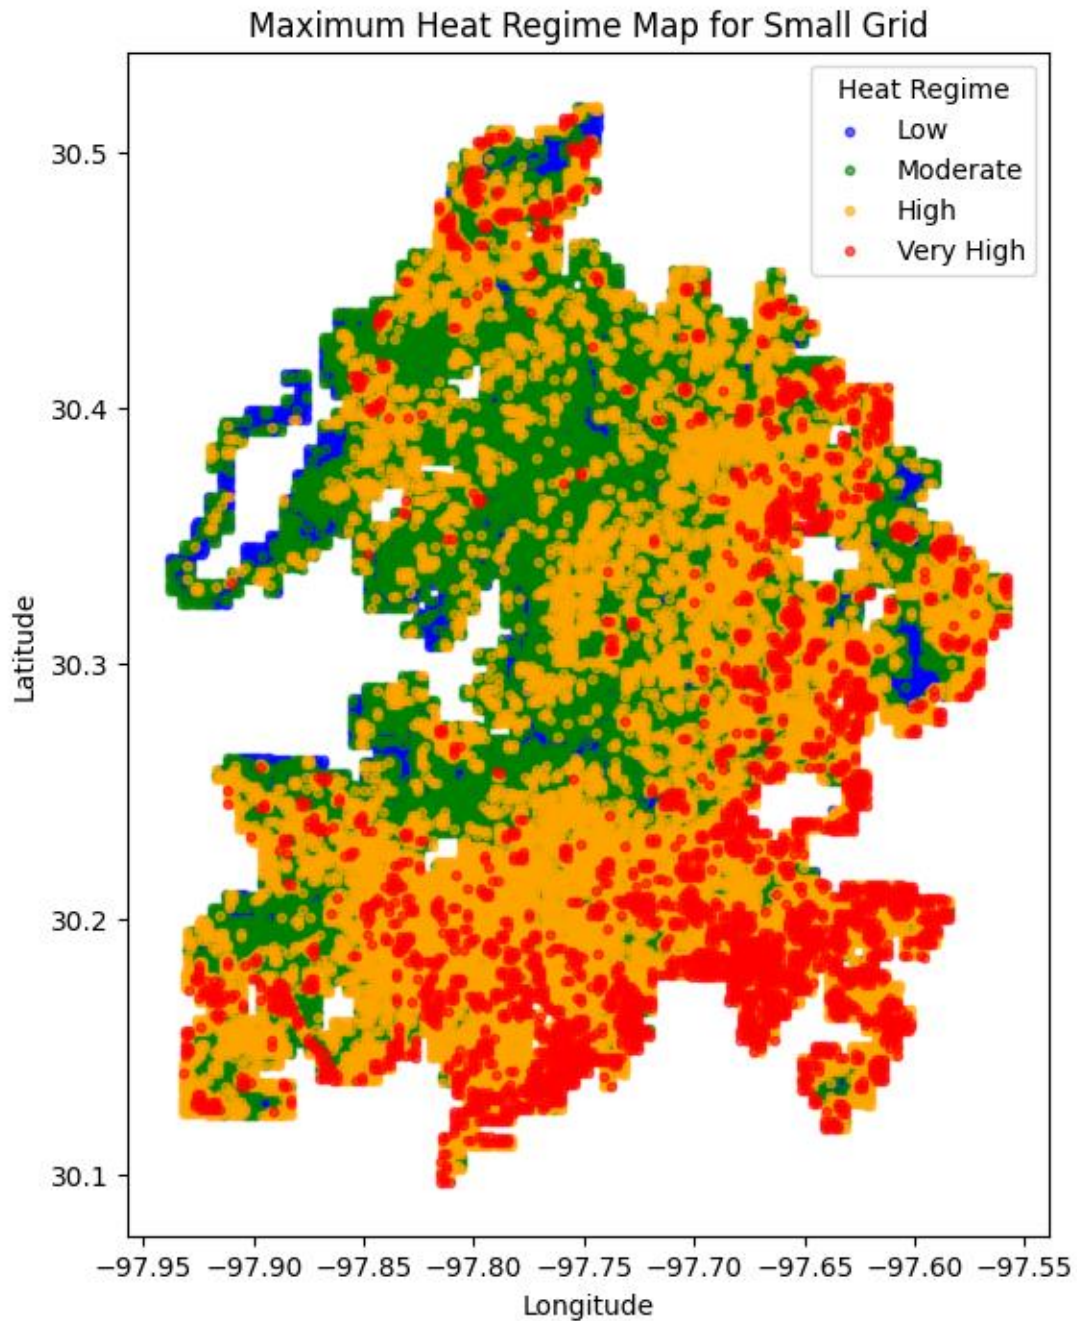 Maximum Heat Regime Map for Small Grid
Heat Regime
Low
Moderate
High
Very High
Latitude
30.5
30.4
30.3
30.2
30.1
−97.95 −97.90 −97.85 −97.80 −97.75 −97.70 −97.65 −97.60 −97.55
Longitude